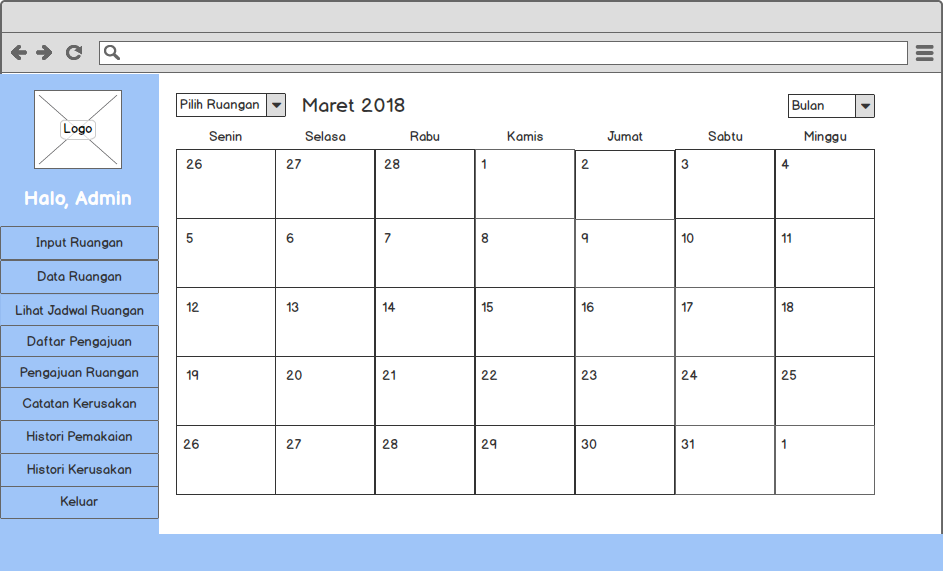 Logo
Halo, Admin
Input Ruangan
Data Ruangan
Lihat Jadwal Ruangan
Daftar Pengajuan
Pengajuan Ruangan
Catatan Kerusakan
Histori Pemakaian
Histori Kerusakan
Keluar
Pilih Ruangan Maret 2018 Bulan
Senin Selasa Rabu Kamis Jumat Sabtu Minggu
26 27 28 1 2 3 4
5 6 7 8 9 10 11
12 13 14 15 16 17 18
19 20 21 22 23 24 25
26 27 28 29 30 31 1